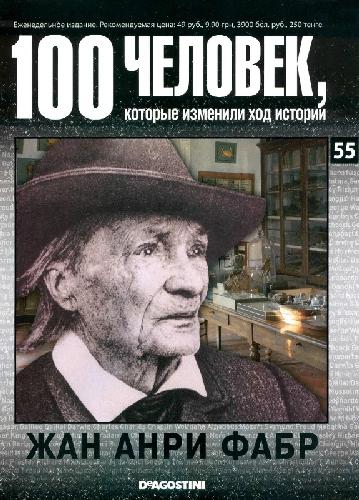 Еженедельное издание. Рекомендуемая цена: 49 руб., 9,90 грн, 3900 бел. руб., 250 тенге
100 ЧЕЛОВЕК,
которые изменили ход истории
55
ЖАН АНРИ ФАБР
DEAGOSTINI